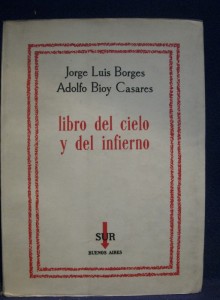 Jorge Luis Borges
Adolfo Bioy Casares
libro del cielo
y del infierno
SUR
BUENOS AIRES